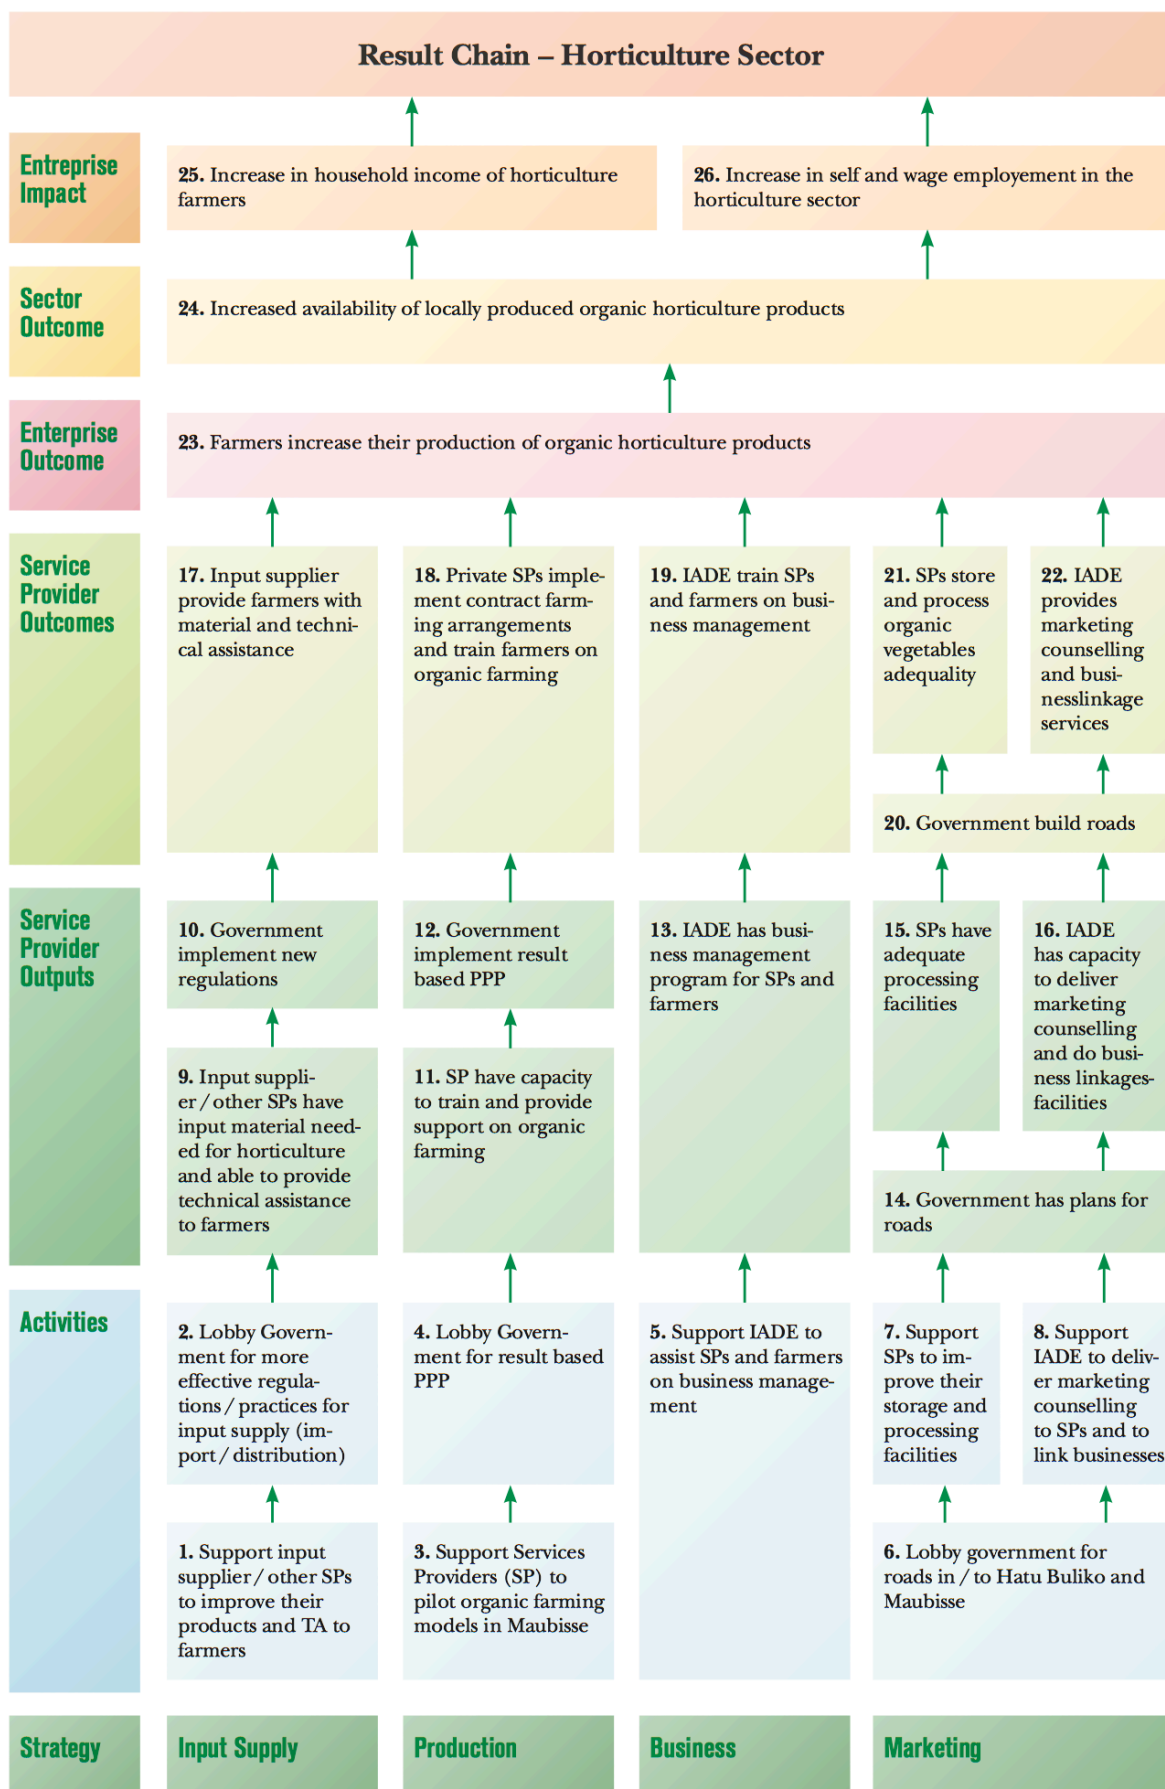 Result Chain – Horticulture Sector
Entreprise
Impact
25. Increase in household income of horticulture
farmers
26. Increase in self and wage employement in the
horticulture sector
Sector
Outcome
24. Increased availability of locally produced organic horticulture products
Enterprise
Outcome
23. Farmers increase their production of organic horticulture products
Service
Provider
Outcomes
17. Input supplier
provide farmers with
material and techni-
cal assistance
18. Private SPs imple-
ment contract farm-
ing arrangements
and train farmers on
organic farming
19. IADE train SPs
and farmers on busi-
ness management
21. SPs store
and process
organic
vegetables
adequality
22. IADE
provides
marketing
counselling
and busi-
nesslinkage
services
20. Government build roads
Service
Provider
Outputs
10. Government
implement new
regulations
12. Government
implement result
based PPP
13. IADE has busi-
ness management
program for SPs and
farmers
15. SPs have
adequate
processing
facilities
16. IADE
has capacity
to deliver
marketing
counselling
and do busi-
ness linkages-
facilities
9. Input suppli-
er / other SPs have
input material need-
ed for horticulture
and able to provide
technical assistance
to farmers
11. SP have capacity
to train and provide
support on organic
farming
14. Government has plans for
roads
Activities
2. Lobby Govern-
ment for more
effective regula-
tions / practices for
input supply (im-
port / distribution)
4. Lobby Govern-
ment for result based
PPP
5. Support IADE to
assist SPs and farmers
on business manage-
ment
7. Support
SPs to im-
prove their
storage and
processing
facilities
8. Support
IADE to deliv-
er marketing
counselling
to SPs and to
link businesses
1. Support input
supplier / other SPs
to improve their
products and TA to
farmers
3. Support Services
Providers (SP) to
pilot organic farming
models in Maubisse
6. Lobby government for
roads in / to Hatu Buliko and
Maubisse
Strategy
Input Supply
Production
Business
Marketing